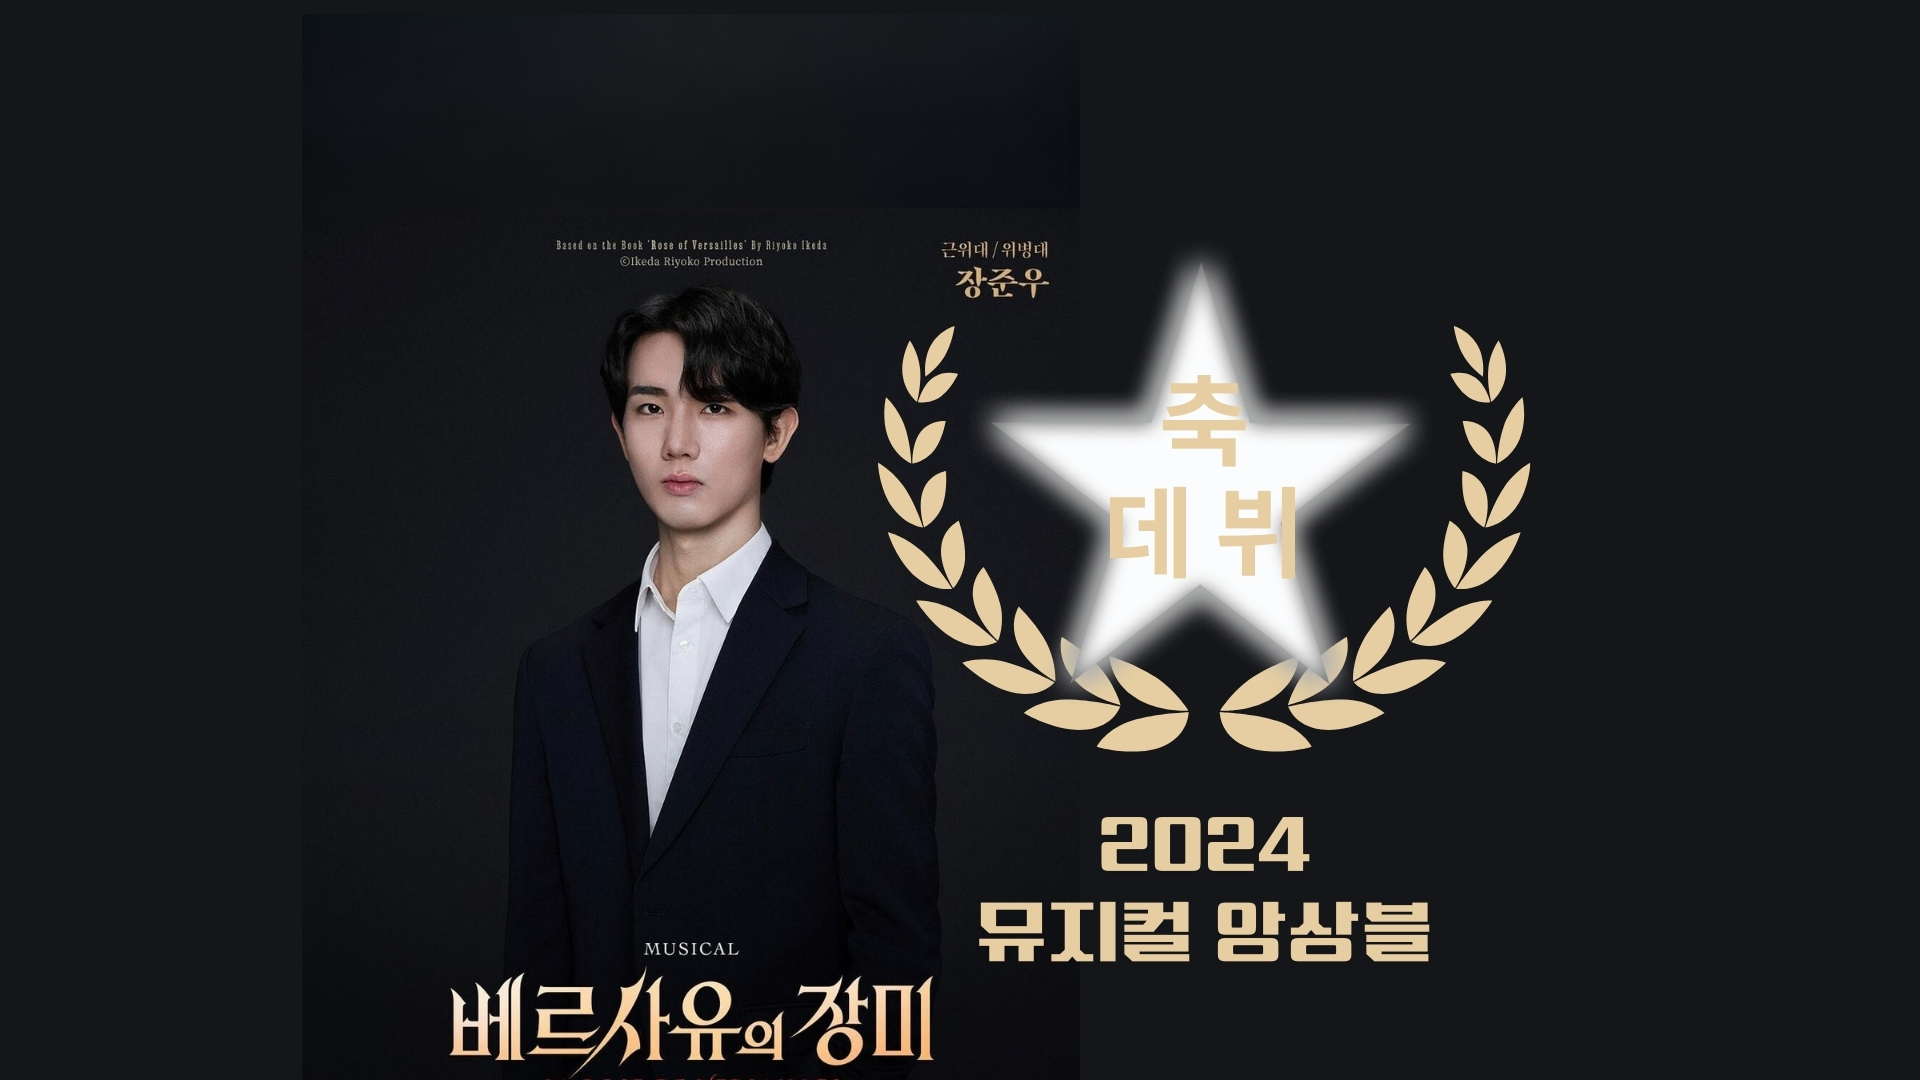 Based on the Book 'Rose of Versailles' By Riyoko Ikeda
©Ikeda Riyoko Production
근위대 / 위병대
장준우
축
데뷔
2024
뮤지컬 앙상블
MUSICAL
베르사유의 장미